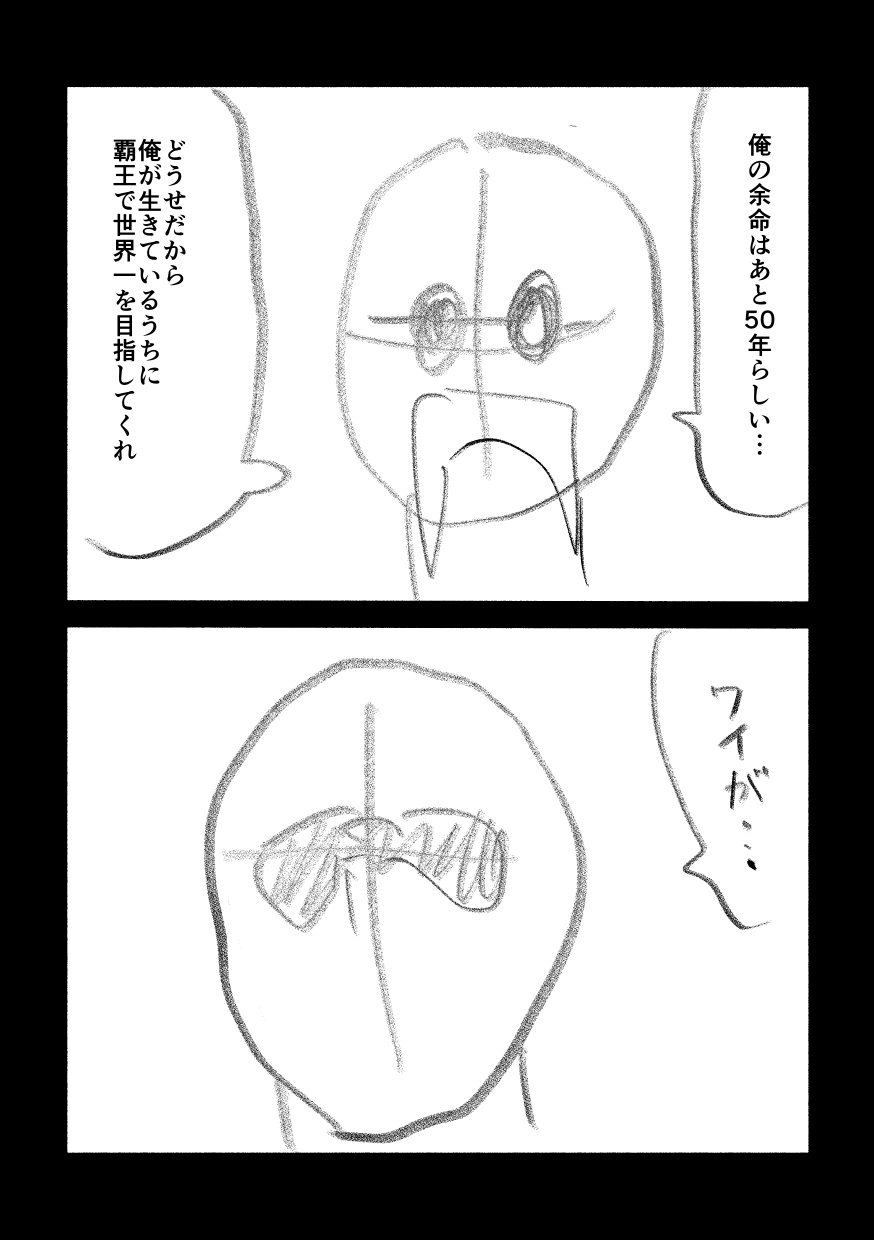 俺の余命はあと50年らしい…
どうせだから
俺が生きているうちに
覇王で世界一を目指してくれ
ワイが…